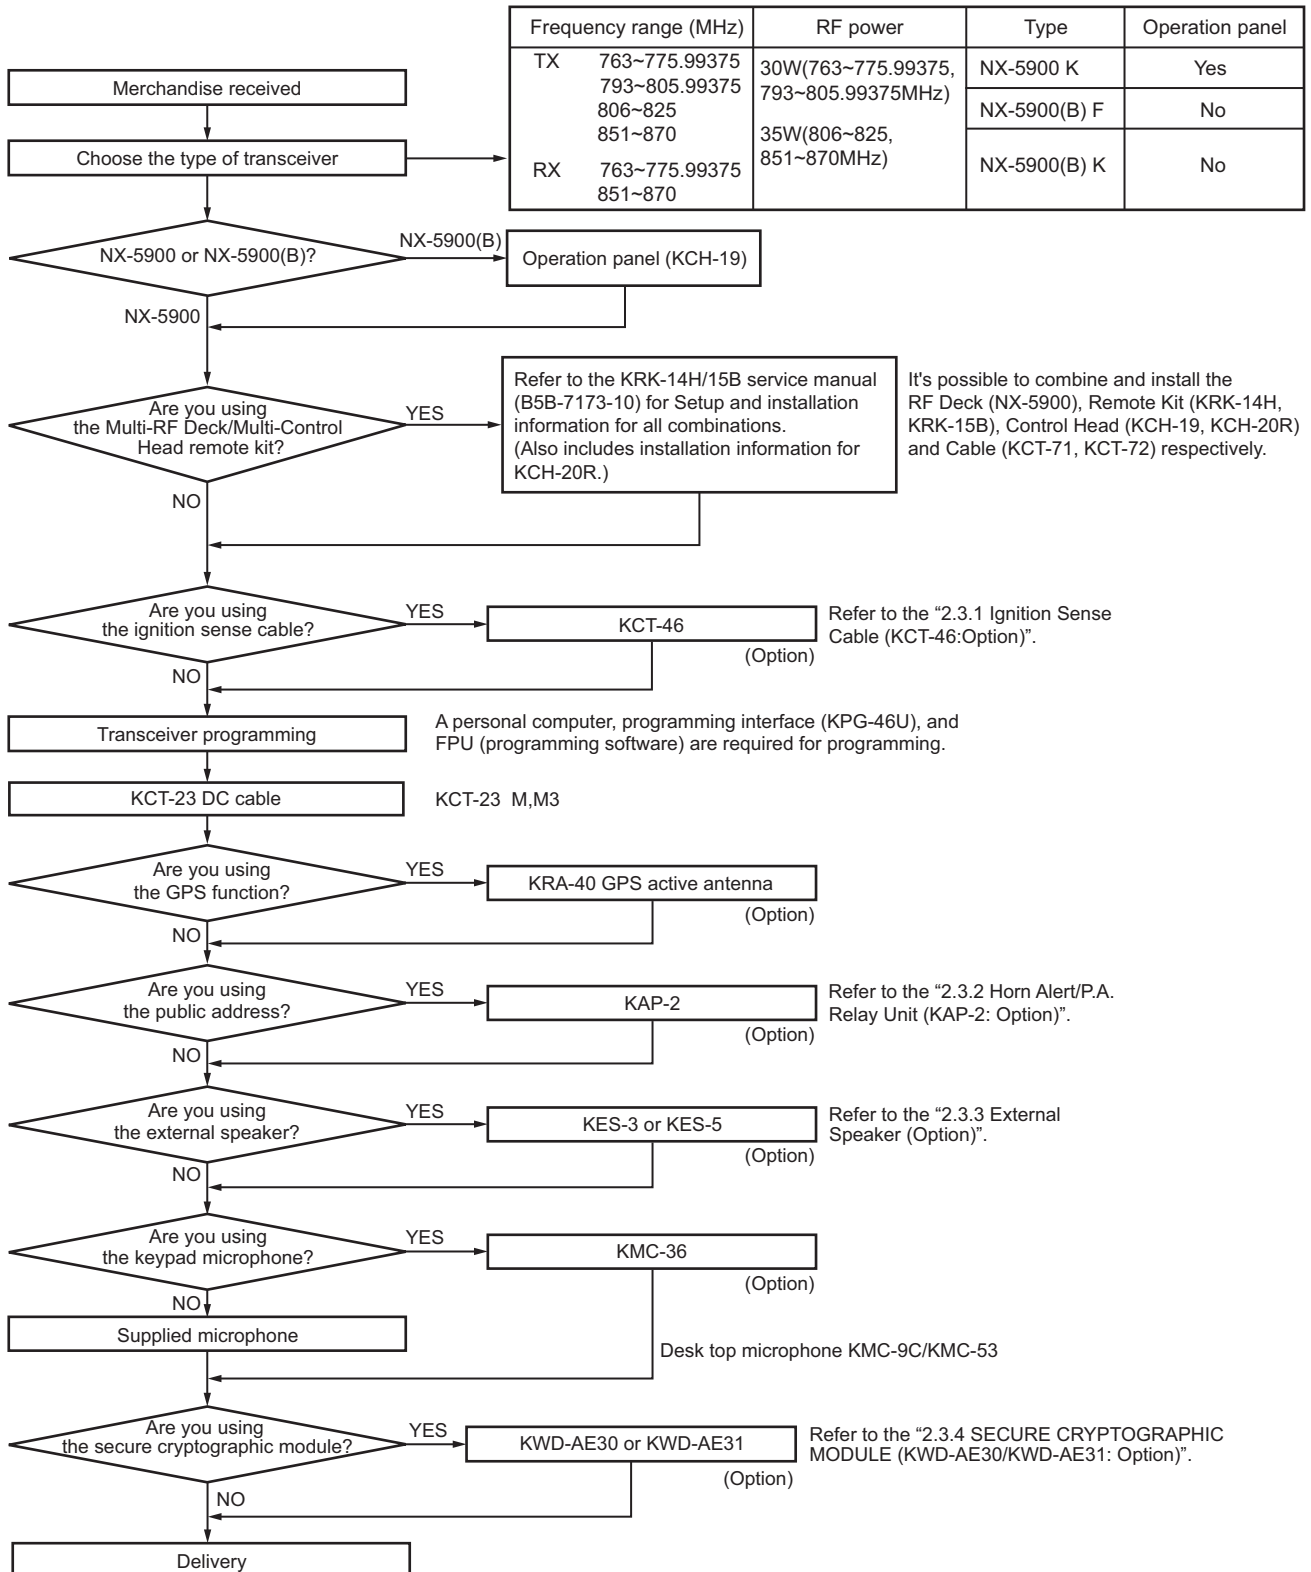 Frequency range (MHz) RF power Type Operation panel
TX 763~775.99375
793~805.99375
806~825
851~870
RX 763~775.99375
851~870
30W(763~775.99375,
793~805.99375MHz)
35W(806~825,
851~870MHz)
NX-5900 K Yes
NX-5900(B) F No
NX-5900(B) K No
Merchandise received
Choose the type of transceiver
NX-5900 or NX-5900(B)?
NX-5900(B)
Operation panel (KCH-19)
NX-5900
Are you using
the Multi-RF Deck/Multi-Control
Head remote kit?
YES
Refer to the KRK-14H/15B service manual
(B5B-7173-10) for Setup and installation
information for all combinations.
(Also includes installation information for
KCH-20R.)
It's possible to combine and install the
RF Deck (NX-5900), Remote Kit (KRK-14H,
KRK-15B), Control Head (KCH-19, KCH-20R)
and Cable (KCT-71, KCT-72) respectively.
NO
Are you using
the ignition sense cable?
YES
KCT-46
(Option)
Refer to the “2.3.1 Ignition Sense
Cable (KCT-46:Option)”.
NO
Transceiver programming
A personal computer, programming interface (KPG-46U), and
FPU (programming software) are required for programming.
KCT-23 DC cable
KCT-23 M,M3
Are you using
the GPS function?
YES
KRA-40 GPS active antenna
(Option)
NO
Are you using
the public address?
YES
KAP-2
(Option)
Refer to the “2.3.2 Horn Alert/P.A.
Relay Unit (KAP-2: Option)”.
NO
Are you using
the external speaker?
YES
KES-3 or KES-5
(Option)
Refer to the “2.3.3 External
Speaker (Option)”.
NO
Are you using
the keypad microphone?
YES
KMC-36
(Option)
NO
Supplied microphone
Desk top microphone KMC-9C/KMC-53
Are you using
the secure cryptographic module?
YES
KWD-AE30 or KWD-AE31
(Option)
Refer to the “2.3.4 SECURE CRYPTOGRAPHIC
MODULE (KWD-AE30/KWD-AE31: Option)”.
NO
Delivery